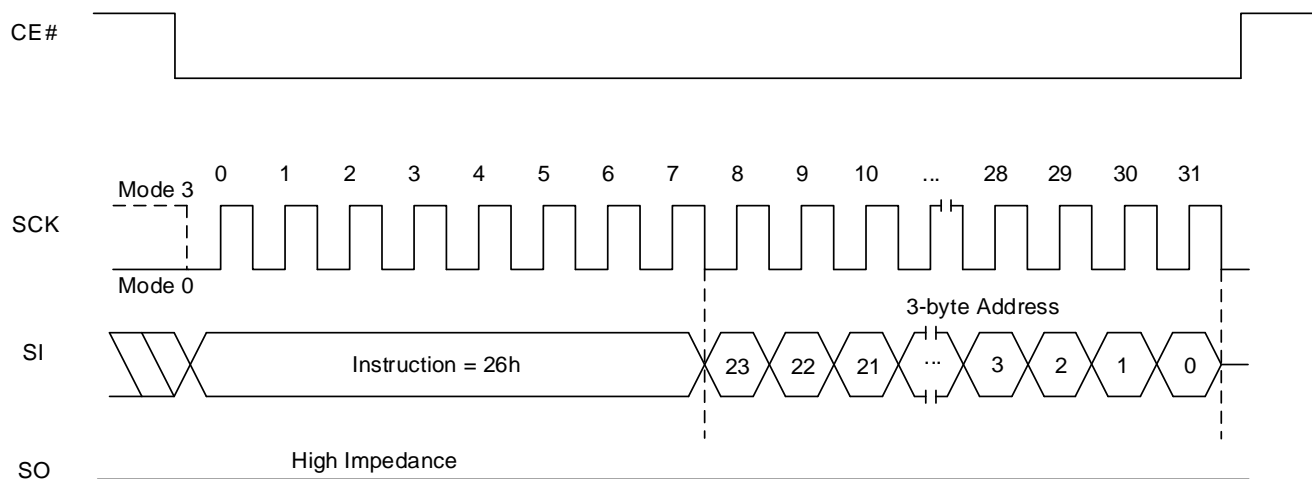 CE#
0 1 2 3 4 5 6 7 8 9 10 ... 28 29 30 31
Mode 3
SCK
Mode 0
3-byte Address
SI
Instruction = 26h
23 22 21 ... 3 2 1 0
High Impedance
SO